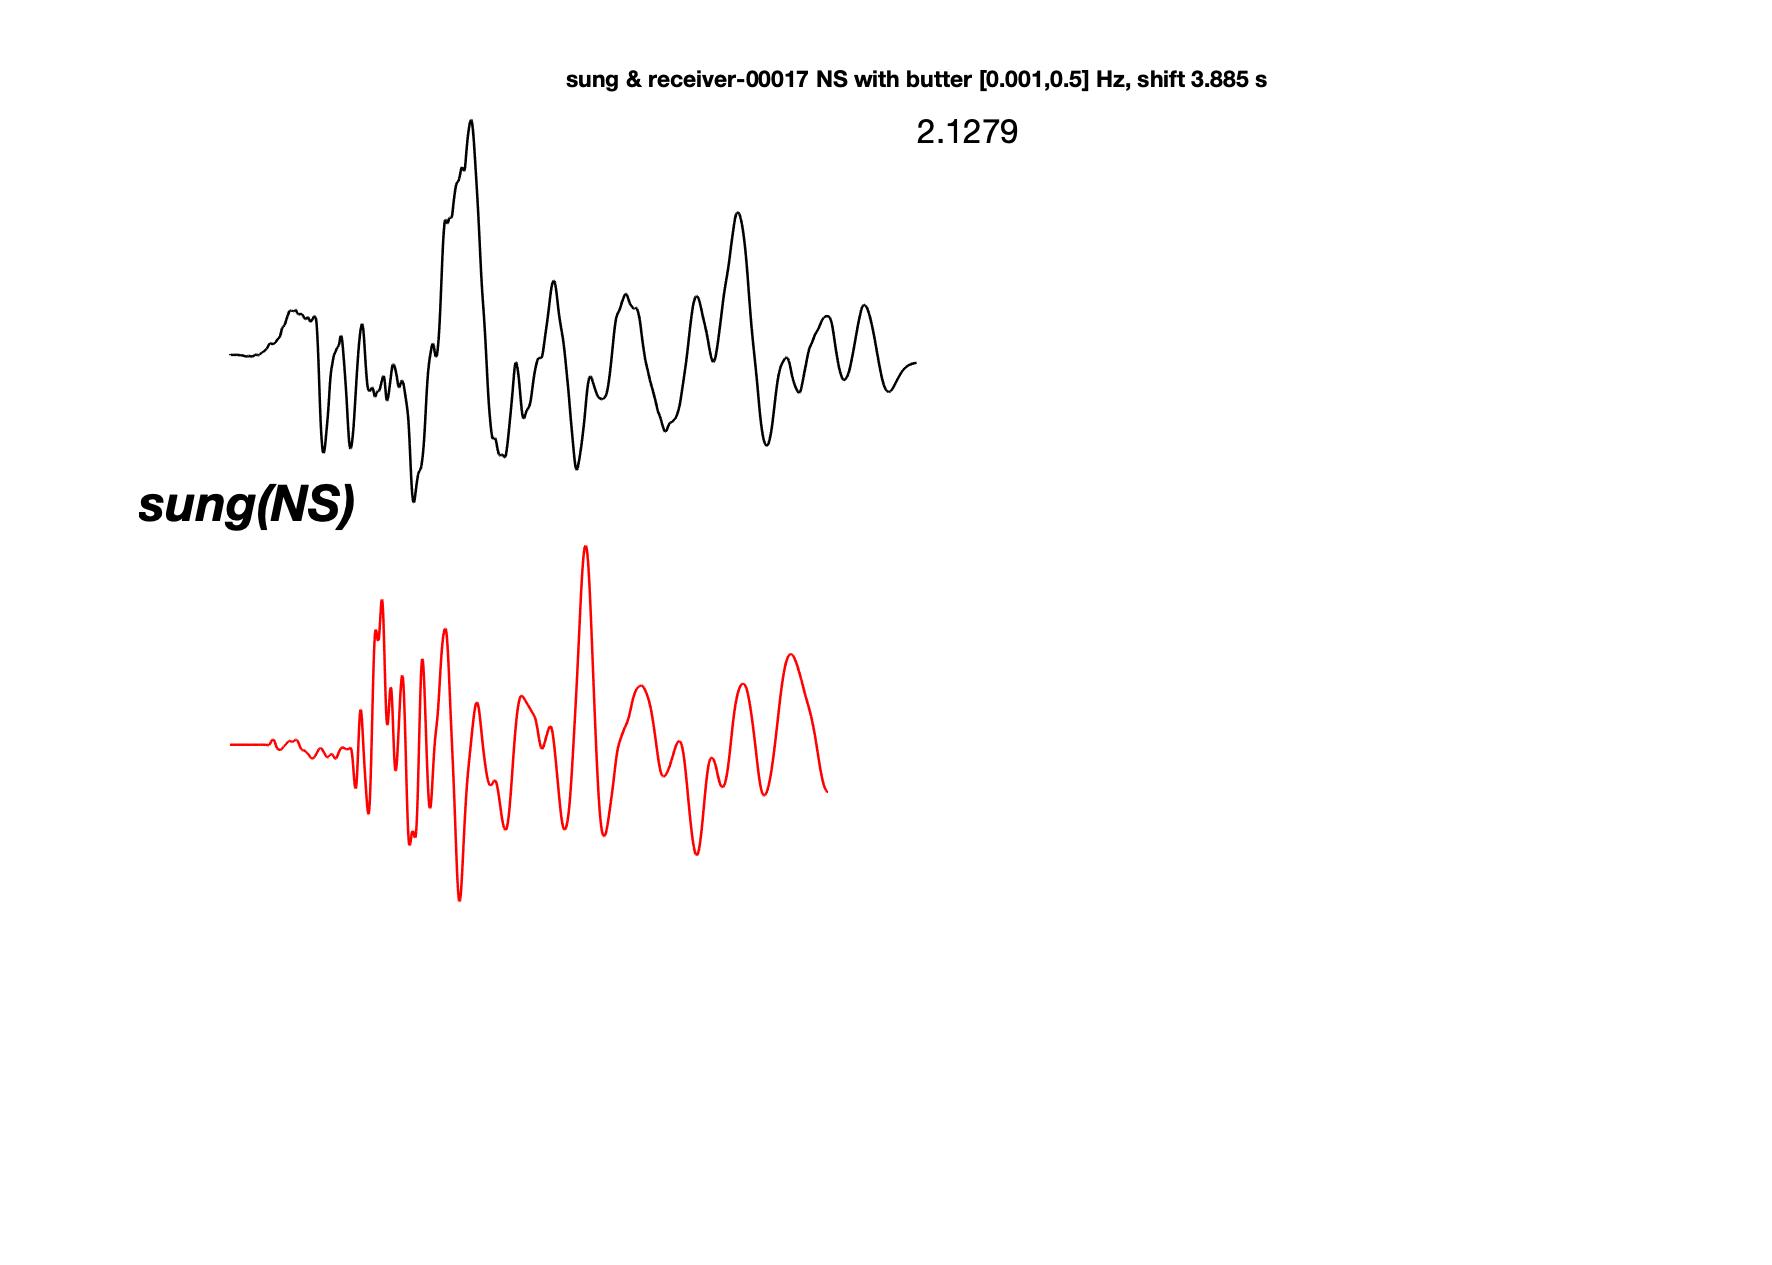 sung & receiver-00017 NS with butter [0.001,0.5] Hz, shift 3.885 s
2.1279
sung(NS)